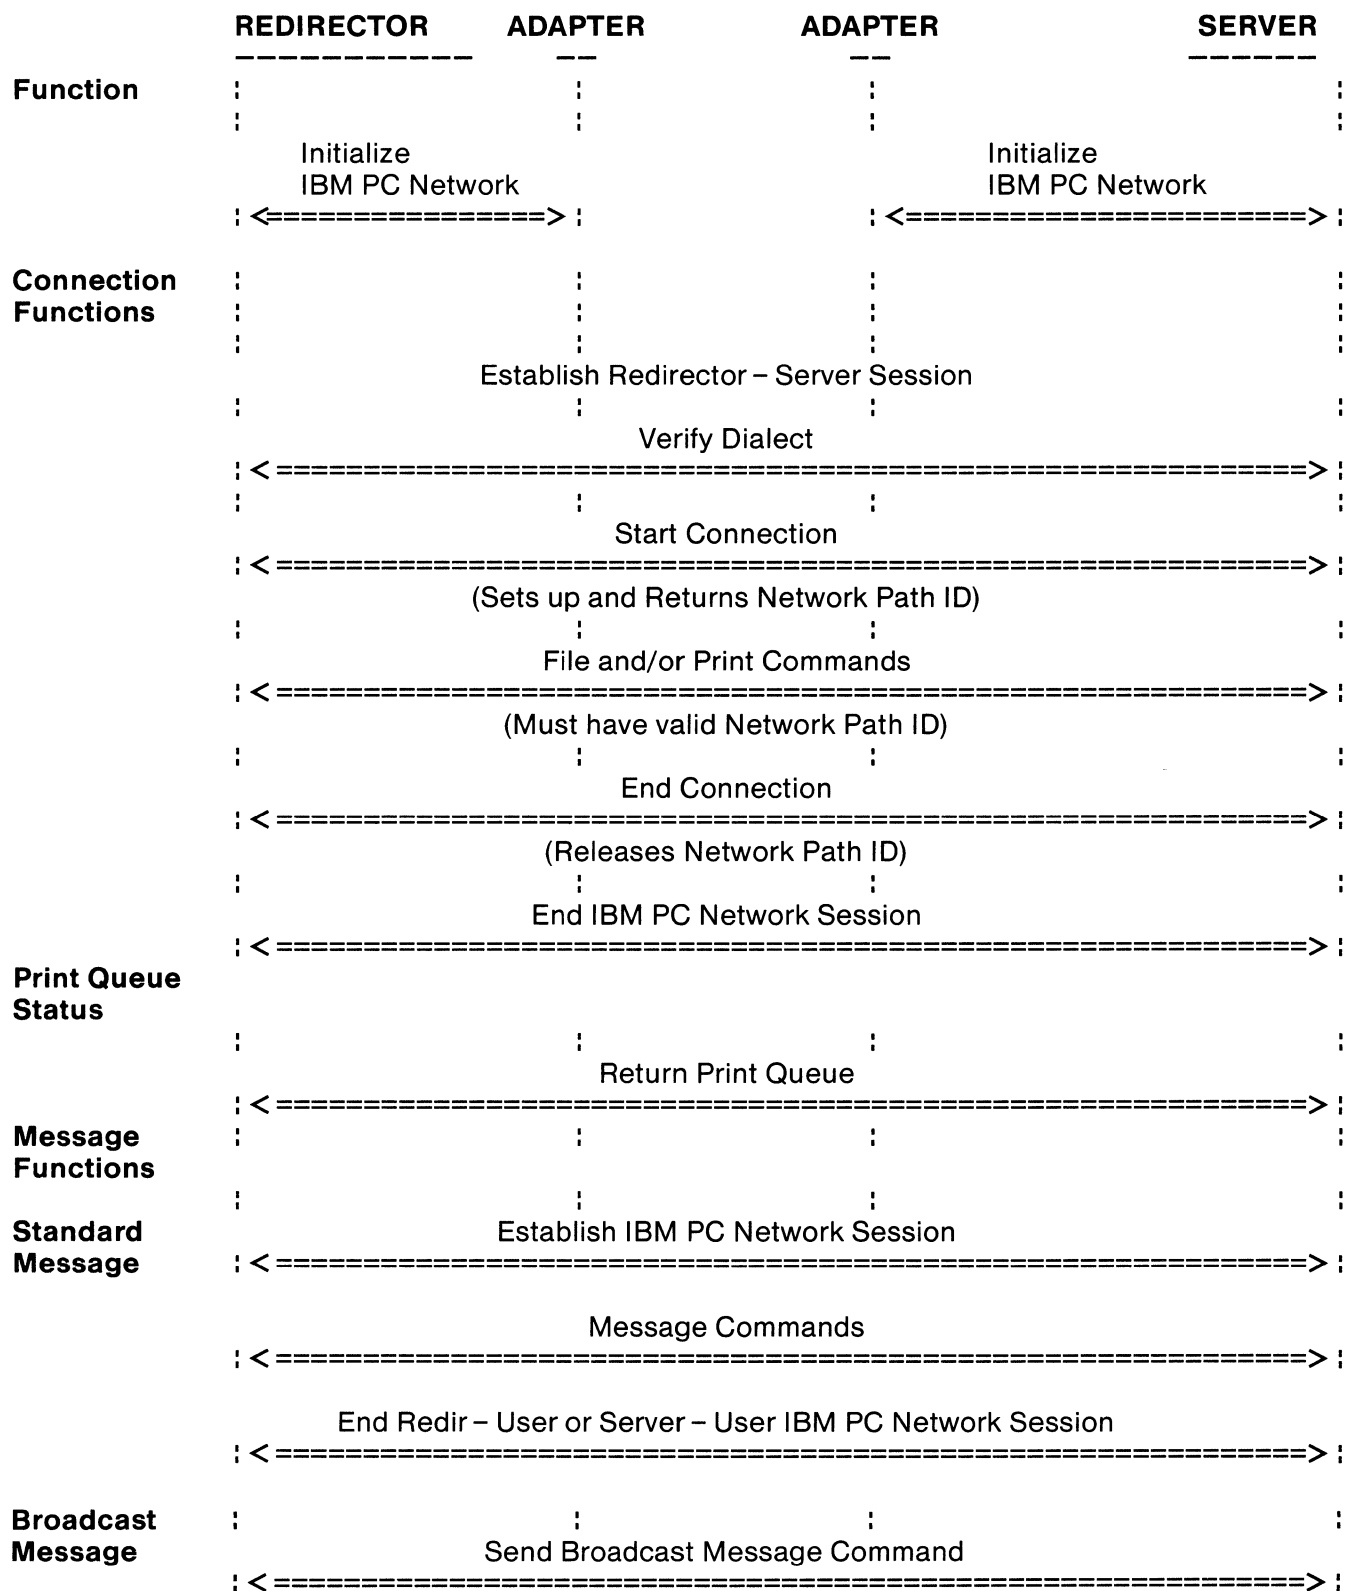 REDIRECTOR ADAPTER ADAPTER SERVER
Function
Initialize Initialize
IBM PC Network IBM PC Network
Connection
Functions
Establish Redirector – Server Session
Verify Dialect
Start Connection
(Sets up and Returns Network Path ID)
File and/or Print Commands
(Must have valid Network Path ID)
End Connection
(Releases Network Path ID)
End IBM PC Network Session
Print Queue
Status
Return Print Queue
Message
Functions
Standard Establish IBM PC Network Session
Message
Message Commands
End Redir – User or Server – User IBM PC Network Session
Broadcast
Message Send Broadcast Message Command